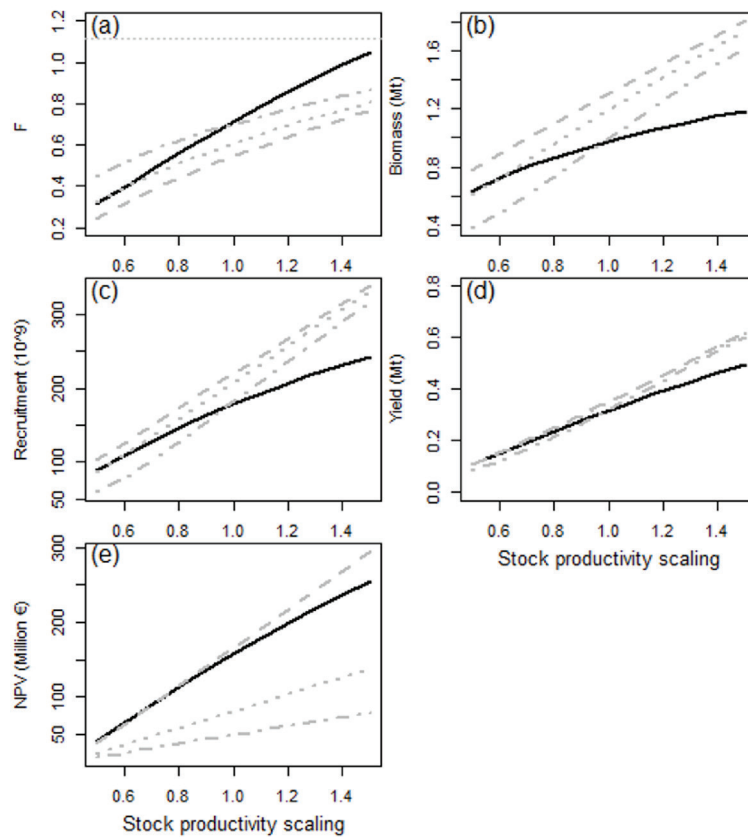 (a)
F
0.2 0.4 0.6 0.8 1.0 1.2
0.6 0.8 1.0 1.2 1.4
(b)
Biomass (Mt)
0.4 0.8 1.2 1.6
0.6 0.8 1.0 1.2 1.4
(c)
Recruitment (10^9)
50 100 200 300
0.6 0.8 1.0 1.2 1.4
(d)
Yield (Mt)
0.0 0.2 0.4 0.6 0.8
0.6 0.8 1.0 1.2 1.4
Stock productivity scaling
(e)
NPV (Million €)
50 100 200 300
0.6 0.8 1.0 1.2 1.4
Stock productivity scaling